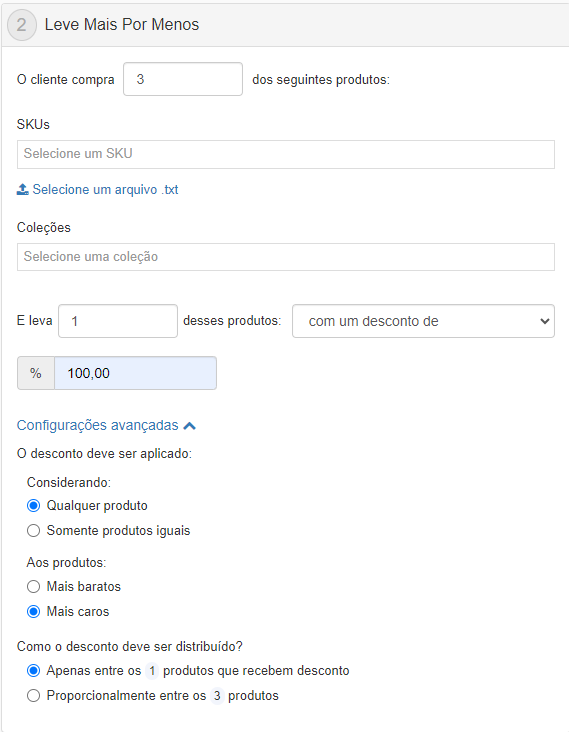 2 Leve Mais Por Menos
O cliente compra 3 dos seguintes produtos:
SKUs
Selecione um SKU
Selecione um arquivo .txt
Coleções
Selecione uma coleção
E leva 1 desses produtos: com um desconto de
% 100,00
Configurações avançadas
O desconto deve ser aplicado:
Considerando:
Qualquer produto
Somente produtos iguais
Aos produtos:
Mais baratos
Mais caros
Como o desconto deve ser distribuído?
Apenas entre os 1 produtos que recebem desconto
Proporcionalmente entre os 3 produtos